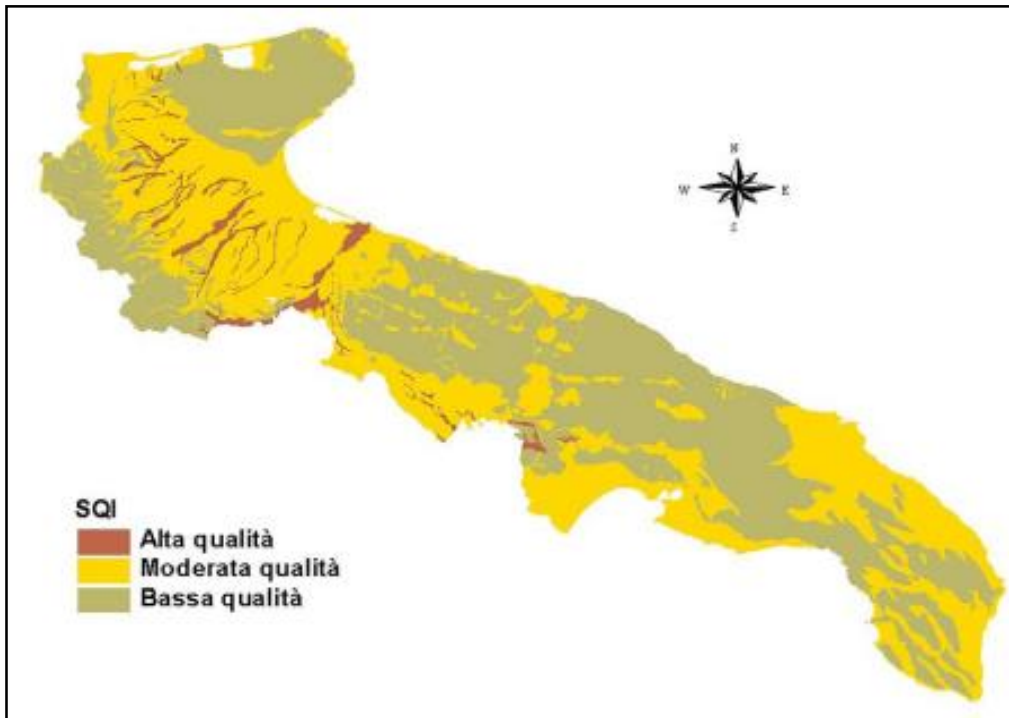 N
W E
S
SQI
Alta qualità
Moderata qualità
Bassa qualità